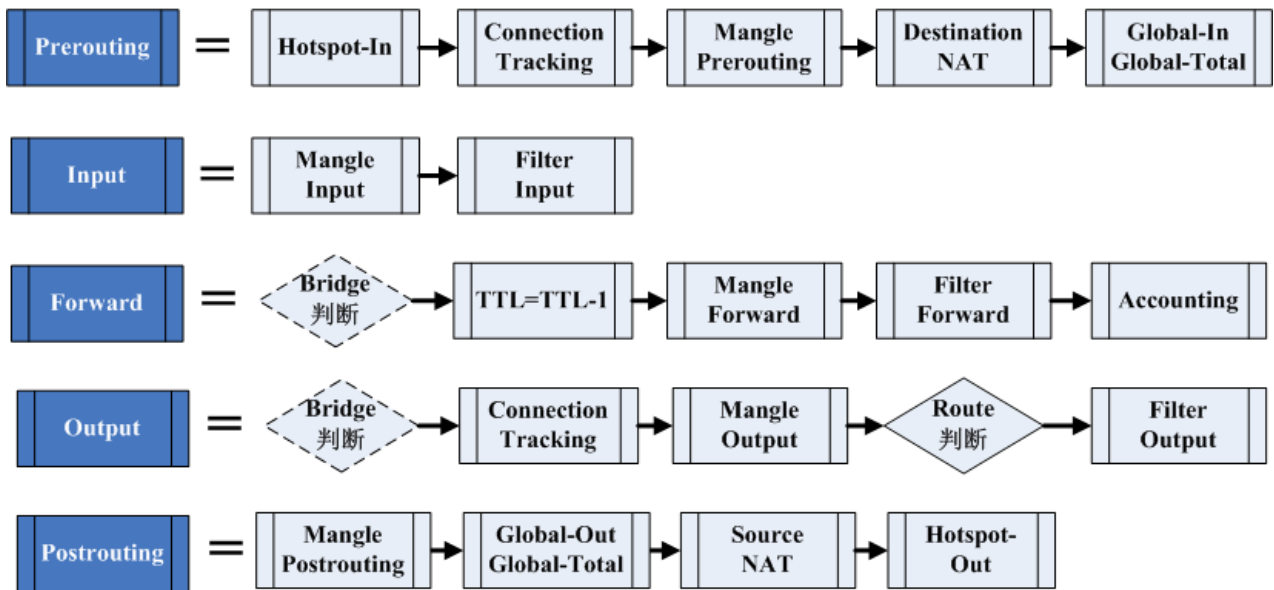 Prerouting
=
Hotspot-In
Connection
Tracking
Mangle
Prerouting
Destination
NAT
Global-In
Global-Total
Input
=
Mangle
Input
Filter
Input
Forward
=
Bridge
判断
TTL=TTL-1
Mangle
Forward
Filter
Forward
Accounting
Output
=
Bridge
判断
Connection
Tracking
Mangle
Output
Route
判断
Filter
Output
Postrouting
=
Mangle
Postrouting
Global-Out
Global-Total
Source
NAT
Hotspot-
Out